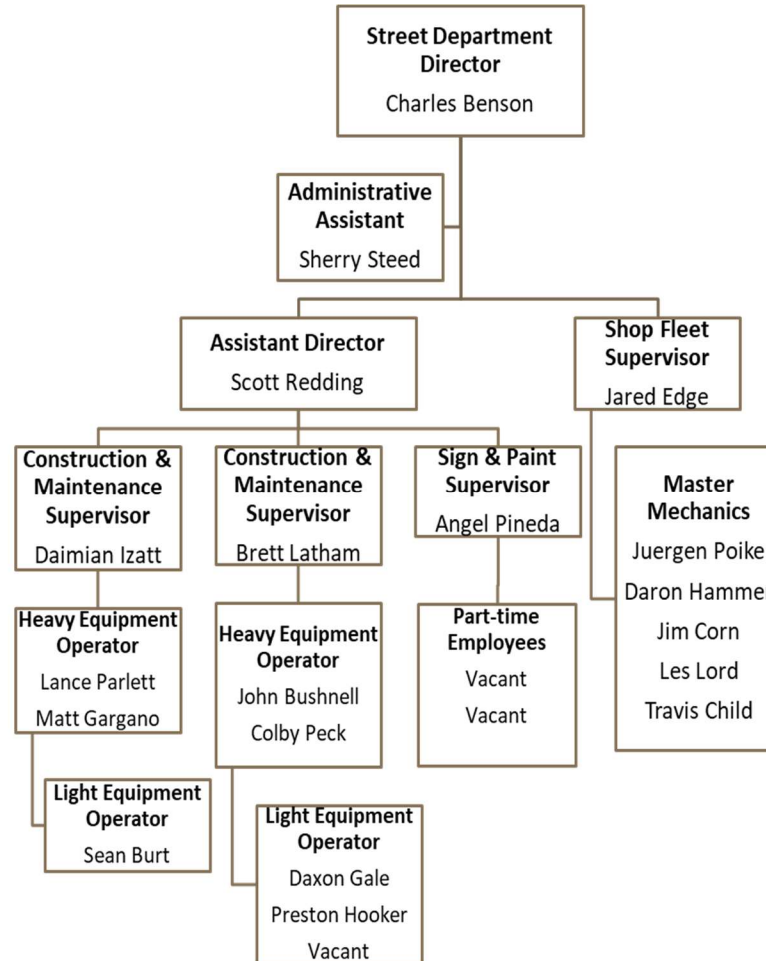 Street Department
Director
Charles Benson
Administrative
Assistant
Sherry Steed
Assistant Director
Scott Redding
Shop Fleet
Supervisor
Jared Edge
Construction &
Maintenance
Supervisor
Daimian Izatt
Construction &
Maintenance
Supervisor
Brett Latham
Sign & Paint
Supervisor
Angel Pineda
Master
Mechanics
Juergen Poike
Daron Hammer
Jim Corn
Les Lord
Travis Child
Heavy Equipment
Operator
Lance Parlett
Matt Gargano
Heavy Equipment
Operator
John Bushnell
Colby Peck
Part-time
Employees
Vacant
Vacant
Light Equipment
Operator
Sean Burt
Light Equipment
Operator
Daxon Gale
Preston Hooker
Vacant